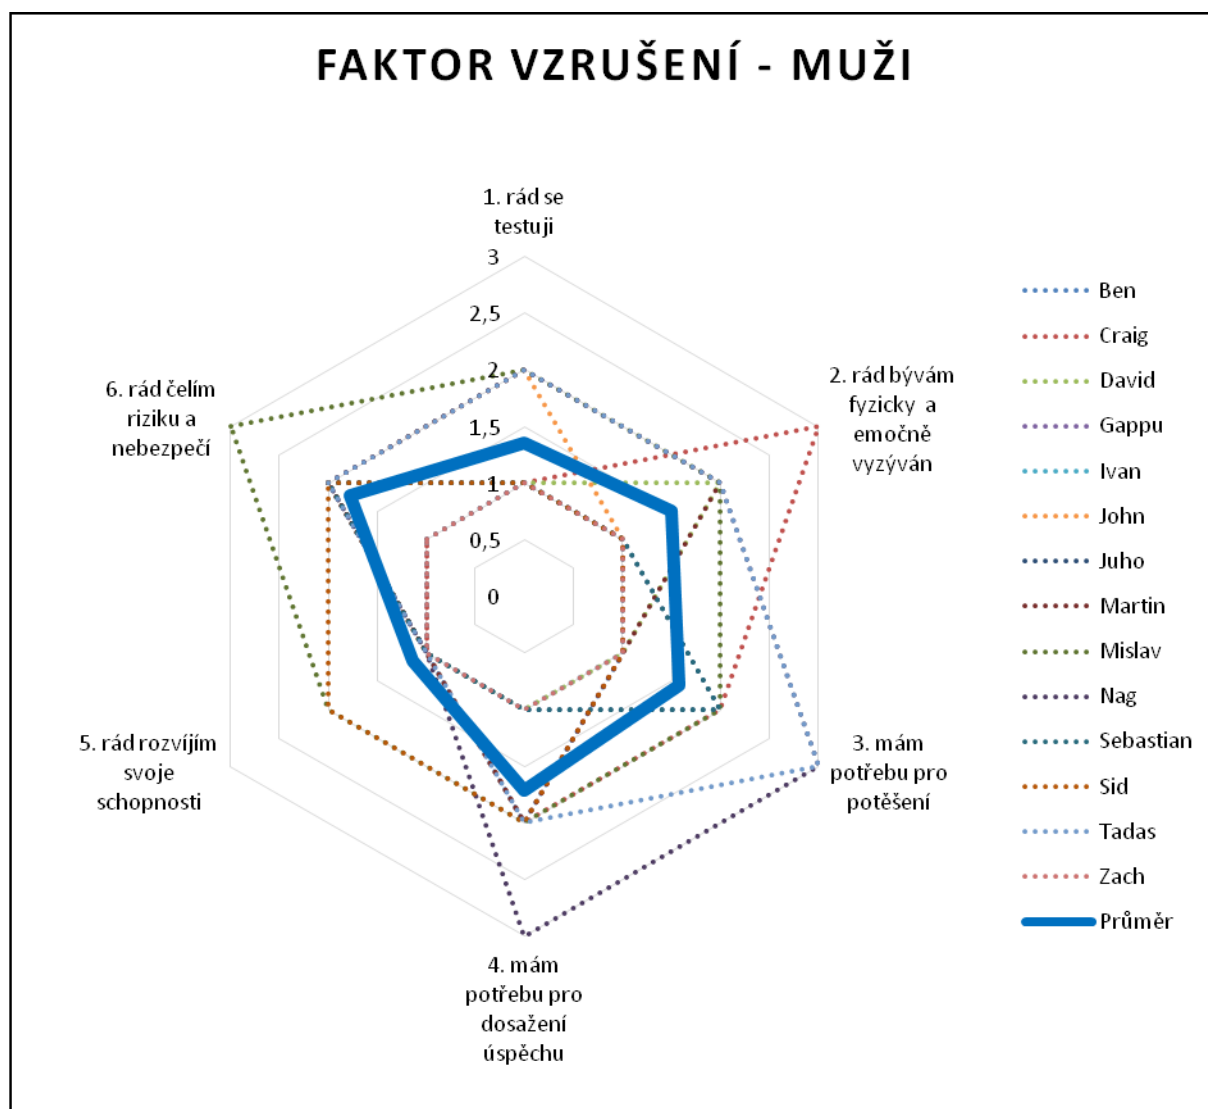 FAKTOR VZRUŠENÍ - MUŽI
1. rád se
testuji
3
2,5
2
1,5
1
0,5
0
2. rád bývám
fyzicky a
emočně
vyzýván
3. mám
potřebu pro
potěšení
4. mám
potřebu pro
dosažení
úspěchu
5. rád rozvíjím
svoje
schopnosti
6. rád čelím
riziku a
nebezpečí
Ben
Craig
David
Gappu
Ivan
John
Juho
Martin
Mislav
Nag
Sebastian
Sid
Tadas
Zach
Průměr